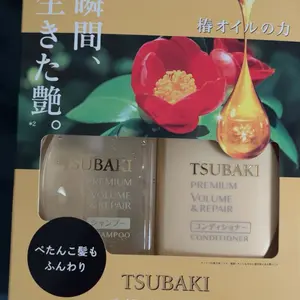 瞬間、
生きた艶。
*2
椿オイルの力
TSUBAKI
シャンプー
SHAMPOO
TSUBAKI
PREMIUM
VOLUME
& REPAIR
コンディショナー
CONDITIONER
ぺたんこ髪も
ふんわり
TSUBAKI